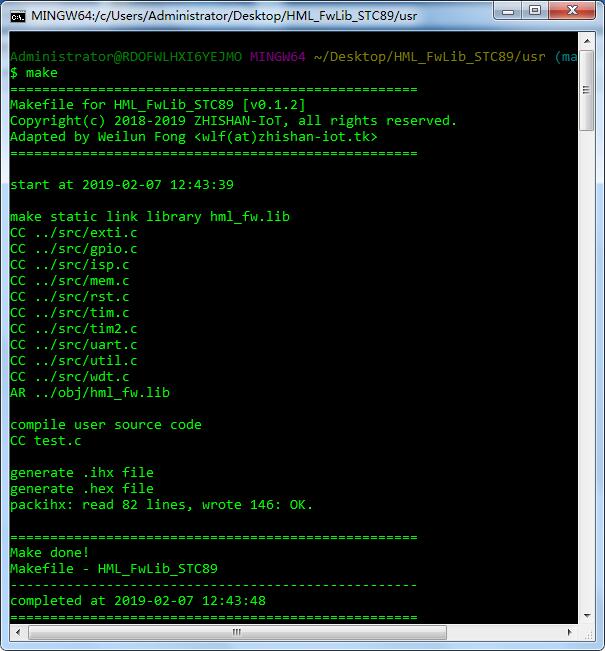 MINGW64:/c/Users/Administrator/Desktop/HML_FwLib_STC89/usr
Administrator@RDOFWLHXI6YEJMO MINGW64 ~/Desktop/HML_FwLib_STC89/usr (ma
$ make
===================================================
Makefile for HML_FwLib_STC89 [v0.1.2]
Copyright(c) 2018-2019 ZHISHAN-IoT, all rights reserved.
Adapted by Weilun Fong <wlf(at)zhishan-iot.tk>
===================================================
start at 2019-02-07 12:43:39
make static link library hml_fw.lib
CC ../src/exti.c
CC ../src/gpio.c
CC ../src/isp.c
CC ../src/mem.c
CC ../src/rst.c
CC ../src/tim.c
CC ../src/tim2.c
CC ../src/uart.c
CC ../src/util.c
CC ../src/wdt.c
AR ../obj/hml_fw.lib
compile user source code
CC test.c
generate .ihx file
generate .hex file
packihx: read 82 lines, wrote 146: OK.
===================================================
Make done!
Makefile - HML_FwLib_STC89
---------------------------------------------------
completed at 2019-02-07 12:43:48
===================================================